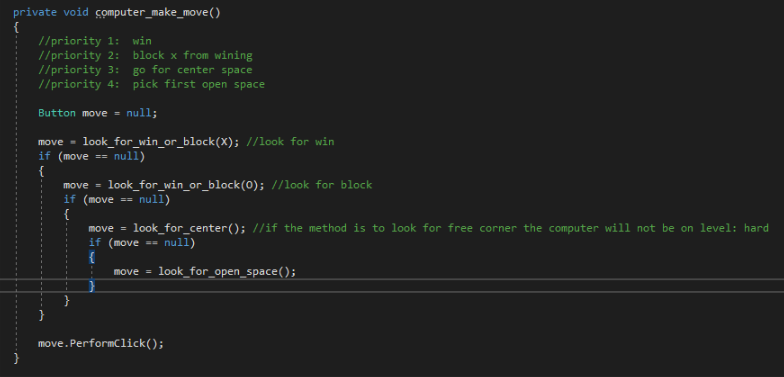 private void computer_make_move()
{
//priority 1: win
//priority 2: block x from wining
//priority 3: go for center space
//priority 4: pick first open space
Button move = null;
move = look_for_win_or_block(X); //look for win
if (move == null)
{
move = look_for_win_or_block(O); //look for block
if (move == null)
{
move = look_for_center(); //if the method is to look for free corner the computer will not be on level: hard
if (move == null)
{
move = look_for_open_space();
}
}
}
move.PerformClick();
}